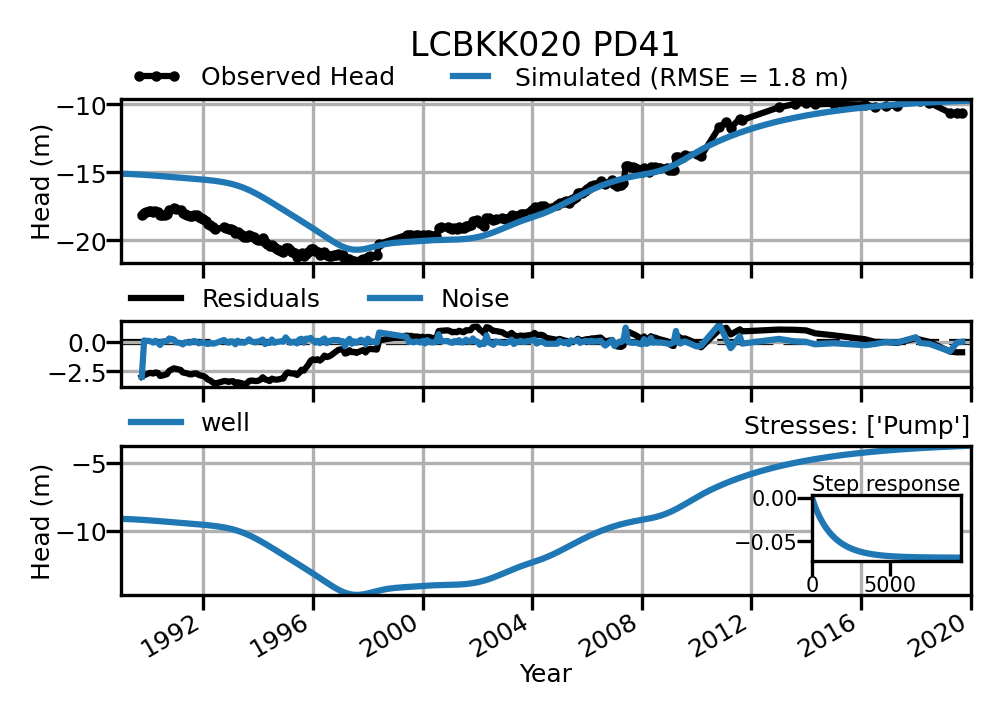 LCBKK020 PD41
Observed Head Simulated (RMSE = 1.8 m)
Head (m)
−10
−15
−20
Residuals Noise
0.0
−2.5
well
Stresses: ['Pump']
Head (m)
−5
−10
Step response
0.00
−0.05
0 5000
1992 1996 2000 2004 2008 2012 2016 2020
Year